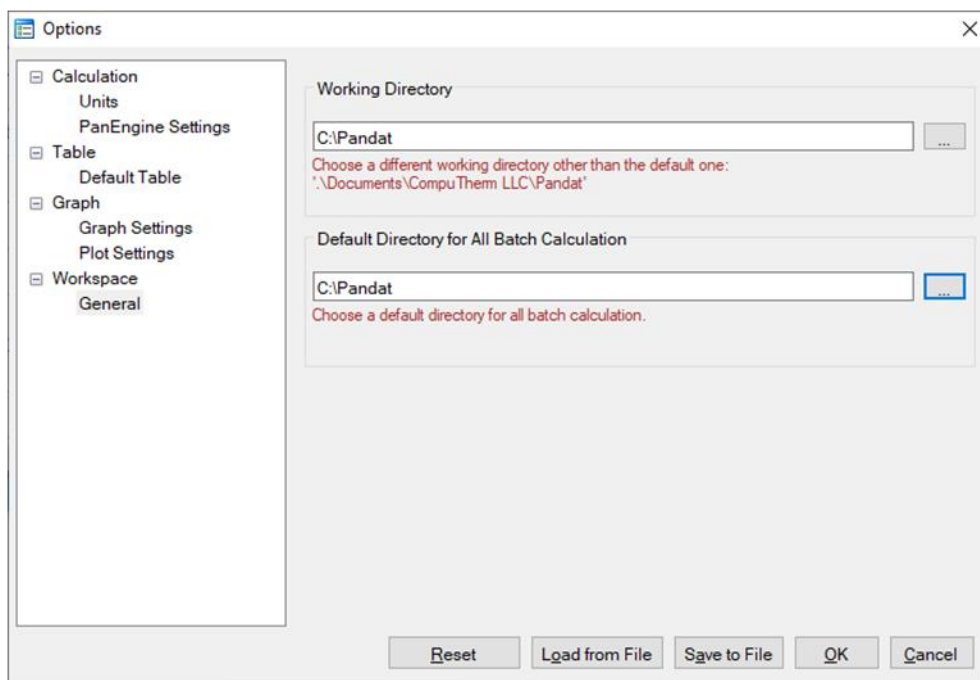 Options
Calculation
Units
PanEngine Settings
Table
Default Table
Graph
Graph Settings
Plot Settings
Workspace
General
Working Directory
C:\Pandat
...
Choose a different working directory other than the default one:
'.\Documents\CompuTherm LLC\Pandat'
Default Directory for All Batch Calculation
C:\Pandat
...
Choose a default directory for all batch calculation.
Reset
Load from File
Save to File
OK
Cancel